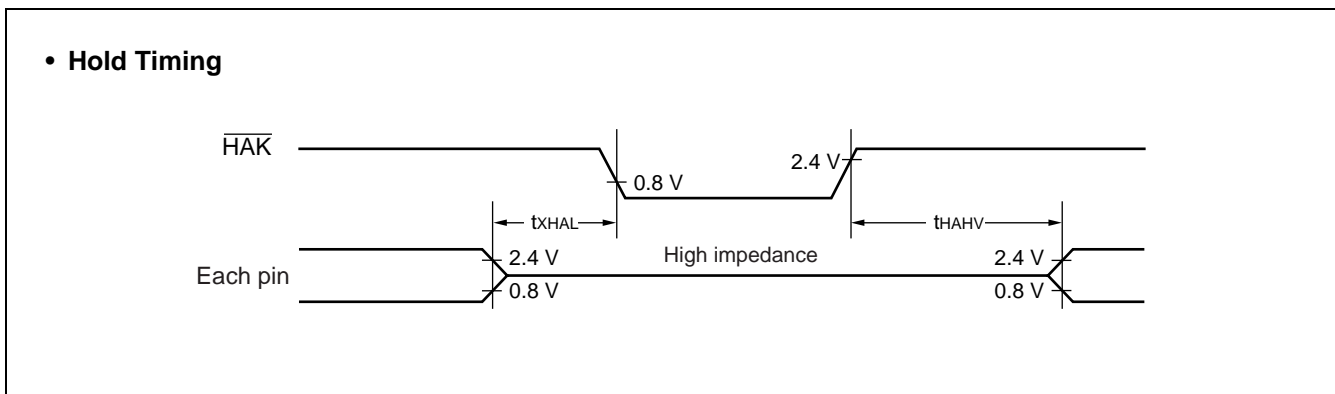 • Hold Timing
HAK
2.4 V
0.8 V
tXHAL
tHAHV
Each pin
2.4 V
High impedance
2.4 V
0.8 V
0.8 V